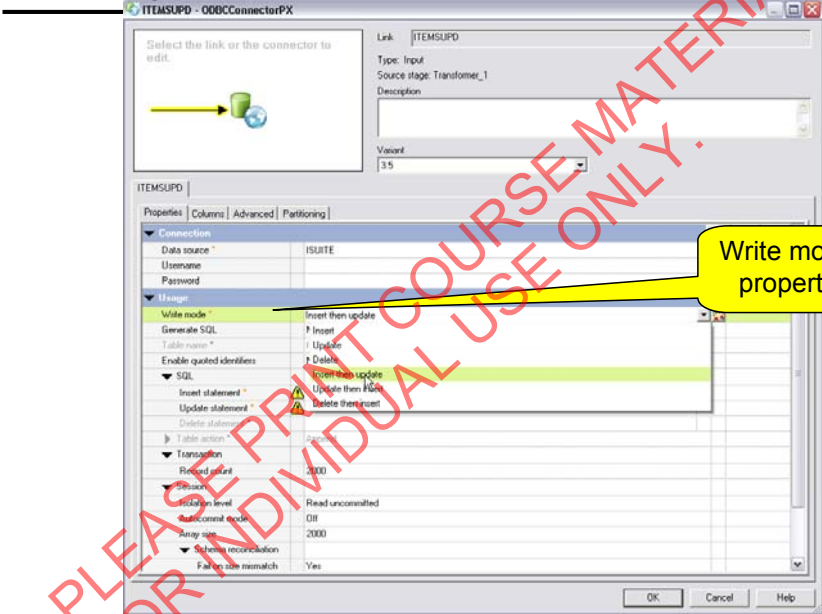 ITEMSUPD - ODBCConnectorPX
Select the link or the connector to
edit.
Link ITEMSUPD
Type: Input
Source stage: Transformer_1
Description
Variant
3.5
ITEMSUPD
Properties Columns Advanced Partitioning
Connection
Data source * ISUITE
Username
Password
Usage
Write mode * Insert then update
Generate SQL Insert
Table name * Update
Enable quoted identifiers Delete
SQL Insert then update
Insert statement * Update then insert
Update statement * Delete then insert
Delete statement *
Table action * Append
Transaction
Record count 2000
Session
Isolation level Read uncommitted
Autocommit mode Off
Array size 2000
Schema reconciliation
Fail on size mismatch Yes
OK Cancel Help
Write mo
propert
PLEASE PRINT COURSE MATERI
FOR INDIVIDUAL USE ONLY.